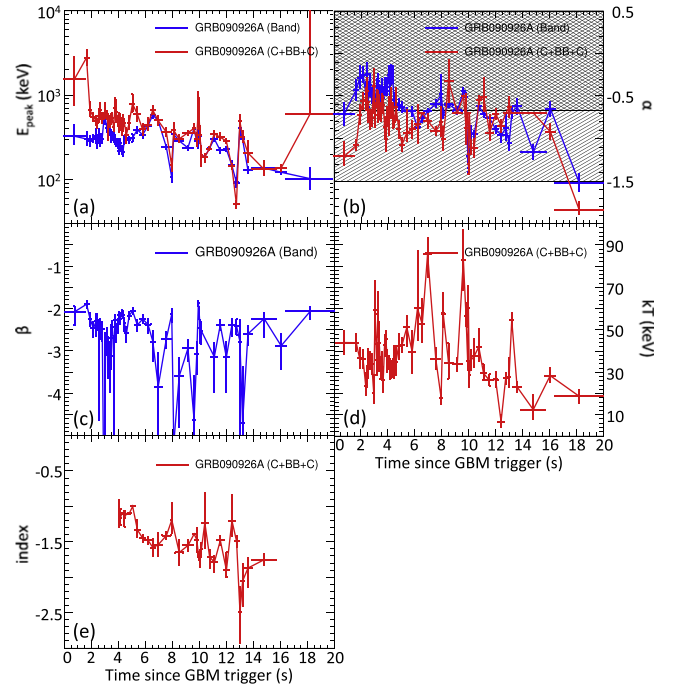 10⁴
GRB090926A (Band)
GRB090926A (C+BB+C)
10³
10²
E_peak (keV)
(a)
GRB090926A (Band)
GRB090926A (C+BB+C)
0.5
-0.5
-1.5
α
(b)
GRB090926A (Band)
-1
-2
-3
-4
β
(c)
GRB090926A (C+BB+C)
90
70
50
30
10
kT (keV)
(d)
0 2 4 6 8 10 12 14 16 18 20
Time since GBM trigger (s)
GRB090926A (C+BB+C)
-0.5
-1.5
-2.5
index
(e)
0 2 4 6 8 10 12 14 16 18 20
Time since GBM trigger (s)